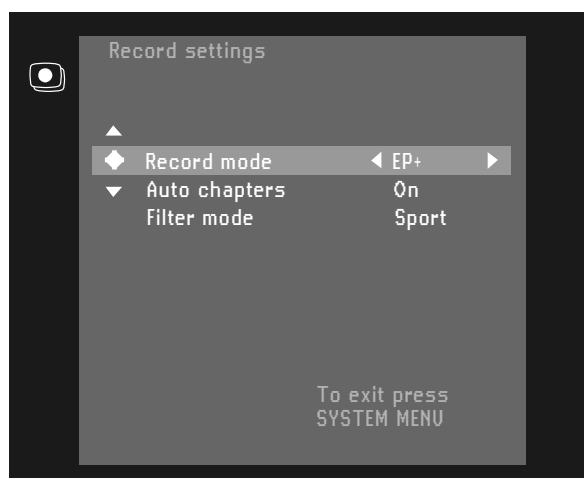 Record settings
Record mode EP+
Auto chapters On
Filter mode Sport
To exit press
SYSTEM MENU